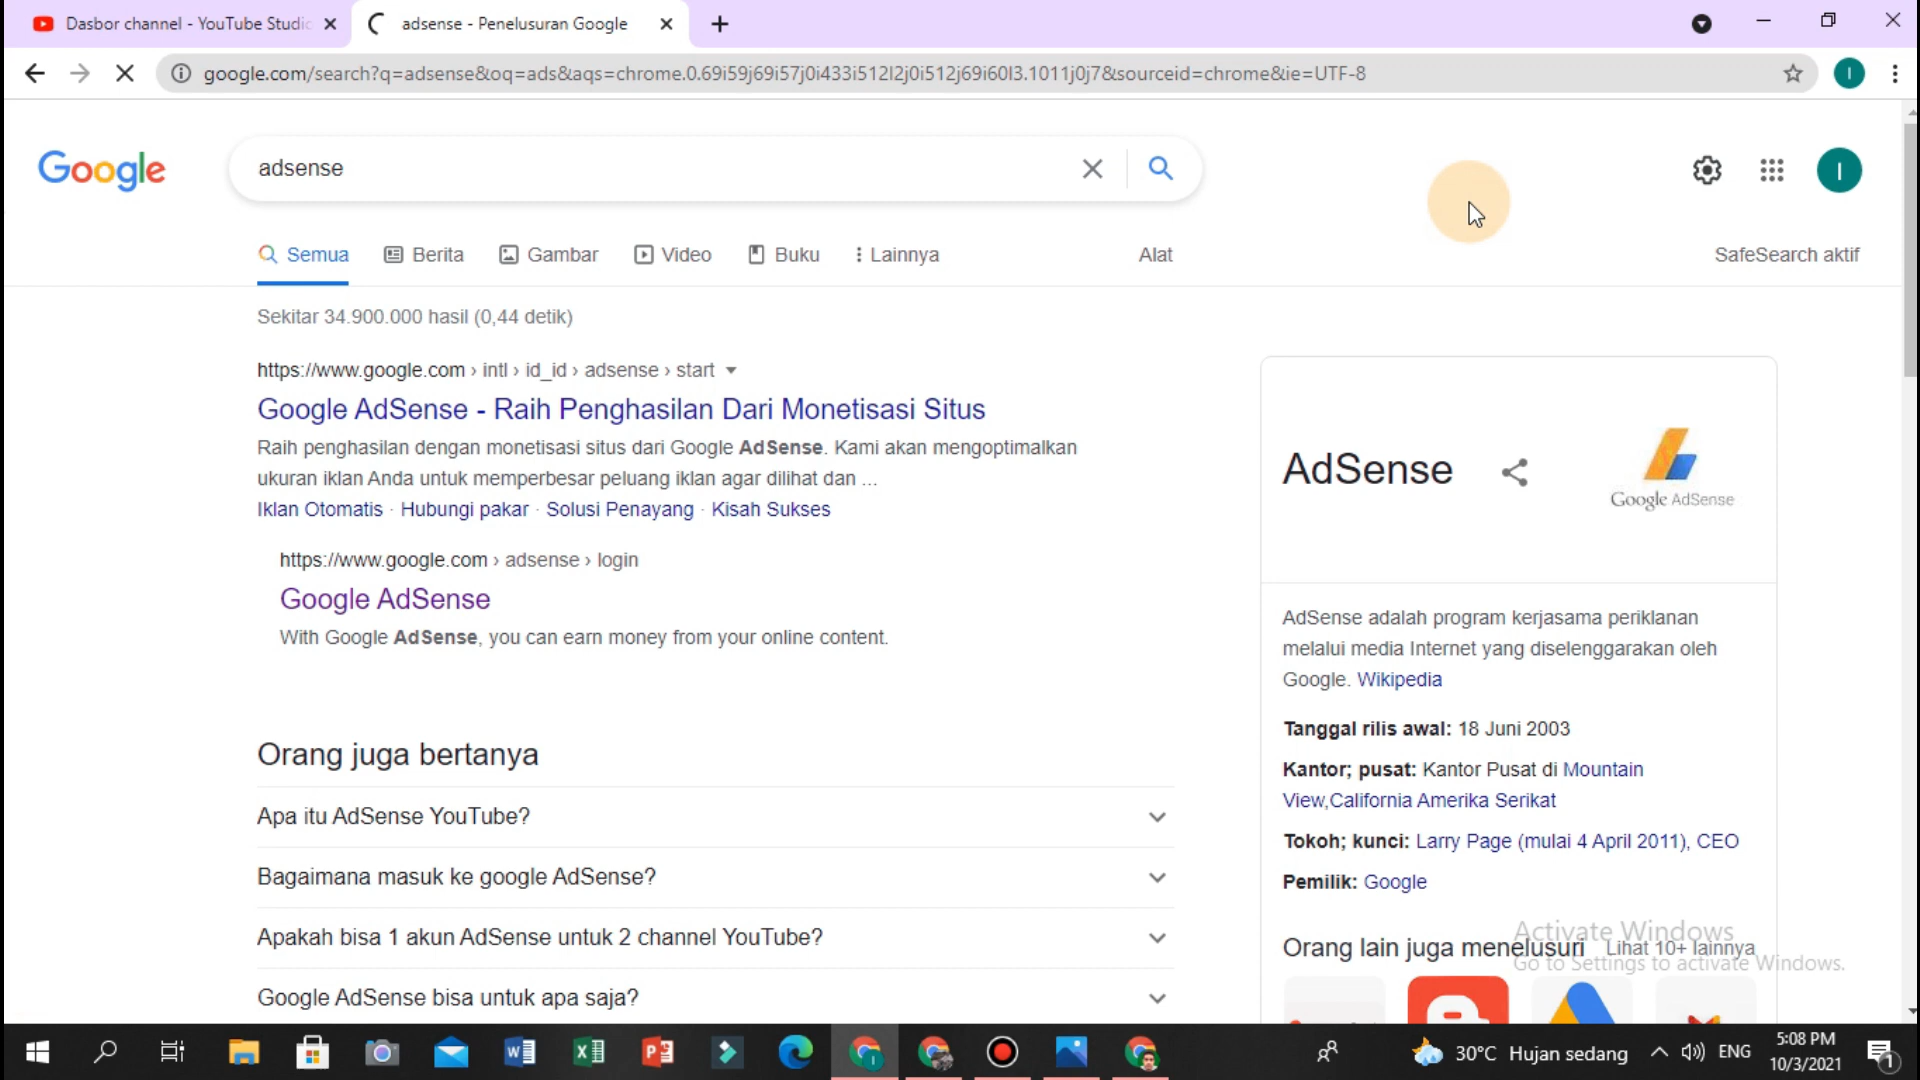 Dasbor channel - YouTube Studio
adsense - Penelusuran Google
google.com/search?q=adsense&oq=ads&aqs=chrome.0.69i59j69i57j0i433i512l2j0i512j69i60l3.1011j0j7&sourceid=chrome&ie=UTF-8
I
Google
adsense
I
Semua Berita Gambar Video Buku Lainnya Alat SafeSearch aktif
Sekitar 34.900.000 hasil (0,44 detik)
https://www.google.com › intl › id_id › adsense › start
Google AdSense - Raih Penghasilan Dari Monetisasi Situs
Raih penghasilan dengan monetisasi situs dari Google AdSense. Kami akan mengoptimalkan
ukuran iklan Anda untuk memperbesar peluang iklan agar dilihat dan ...
Iklan Otomatis · Hubungi pakar · Solusi Penayang · Kisah Sukses
https://www.google.com › adsense › login
Google AdSense
With Google AdSense, you can earn money from your online content.
Orang juga bertanya
Apa itu AdSense YouTube?
Bagaimana masuk ke google AdSense?
Apakah bisa 1 akun AdSense untuk 2 channel YouTube?
Google AdSense bisa untuk apa saja?
AdSense
Google AdSense
AdSense adalah program kerjasama periklanan
melalui media Internet yang diselenggarakan oleh
Google. Wikipedia
Tanggal rilis awal: 18 Juni 2003
Kantor; pusat: Kantor Pusat di Mountain
View,California Amerika Serikat
Tokoh; kunci: Larry Page (mulai 4 April 2011), CEO
Pemilik: Google
Orang lain juga menelusuri Lihat 10+ lainnya
Activate Windows
Go to Settings to activate Windows.
30°C Hujan sedang
ENG
5:08 PM
10/3/2021
1